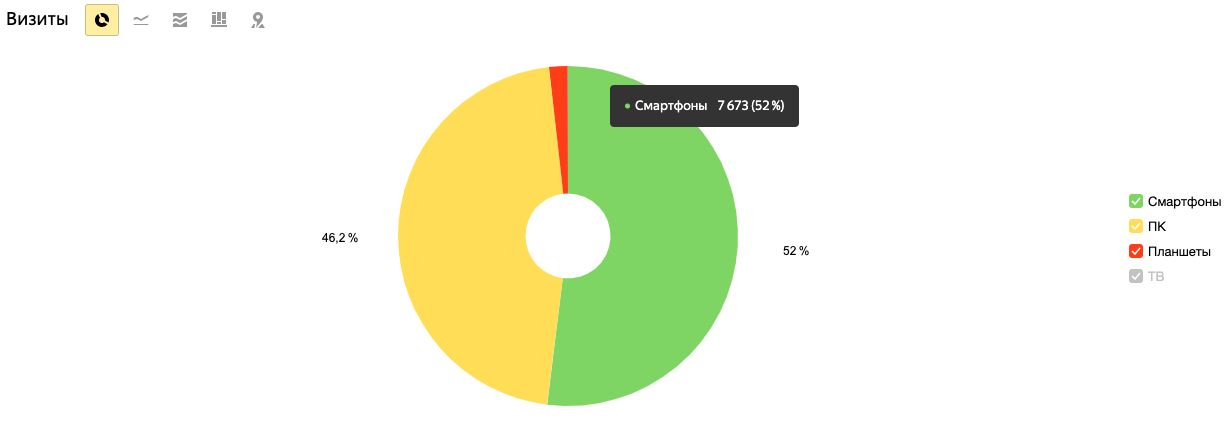 Визиты
Смартфоны 7 673 (52 %)
46,2 %
52 %
Смартфоны
ПК
Планшеты
ТВ